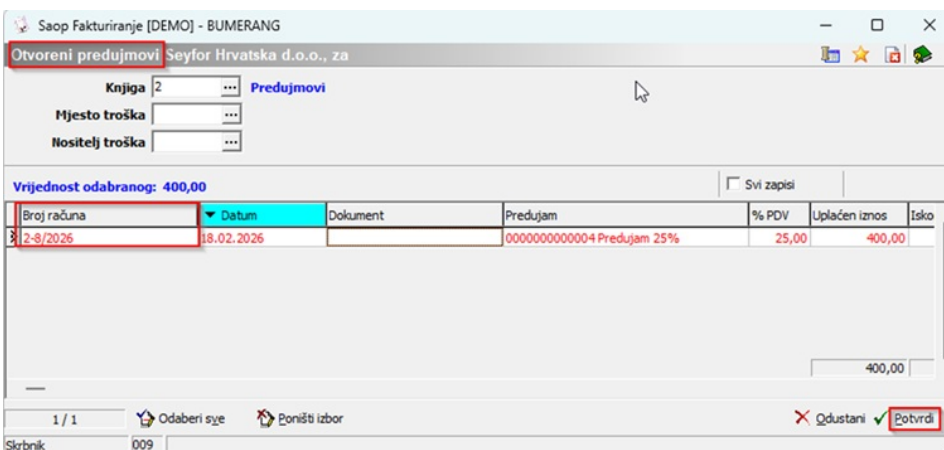 Saop Fakturiranje [DEMO] - BUMERANG
Otvoreni predujmovi Seyfor Hrvatska d.o.o., za
Knjiga 2 ... Predujmovi
Mjesto troška ...
Nositelj troška ...
Vrijednost odabranog: 400,00 Svi zapisi
Broj računa Datum Dokument Predujam % PDV Uplaćen iznos Isko
2-8/2026 18.02.2026 0000000000004 Predujam 25% 25,00 400,00
400,00
1 / 1 Odaberi sve Poništi izbor Odustani Potvrdi
Skrbnik 009